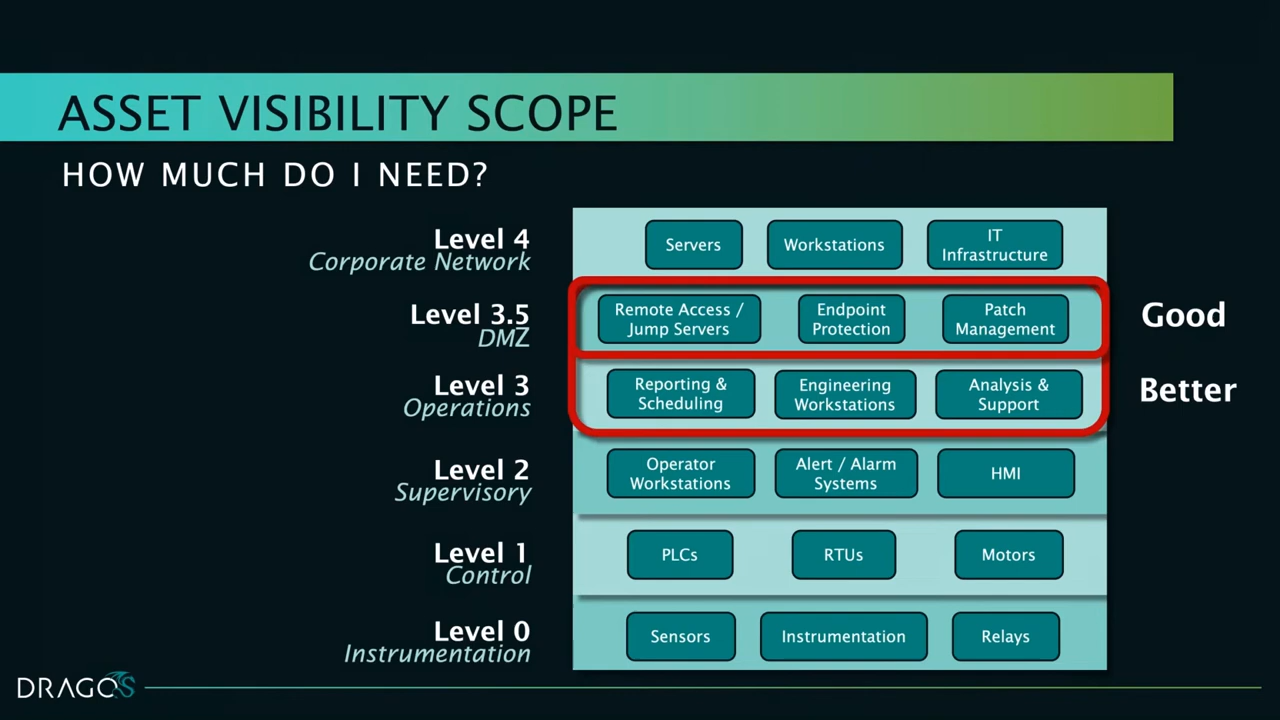 ASSET VISIBILITY SCOPE
HOW MUCH DO I NEED?
Level 4
Corporate Network
Servers
Workstations
IT
Infrastructure
Level 3.5
DMZ
Remote Access /
Jump Servers
Endpoint
Protection
Patch
Management
Good
Level 3
Operations
Reporting &
Scheduling
Engineering
Workstations
Analysis &
Support
Better
Level 2
Supervisory
Operator
Workstations
Alert / Alarm
Systems
HMI
Level 1
Control
PLCs
RTUs
Motors
Level 0
Instrumentation
Sensors
Instrumentation
Relays
DRAGOS